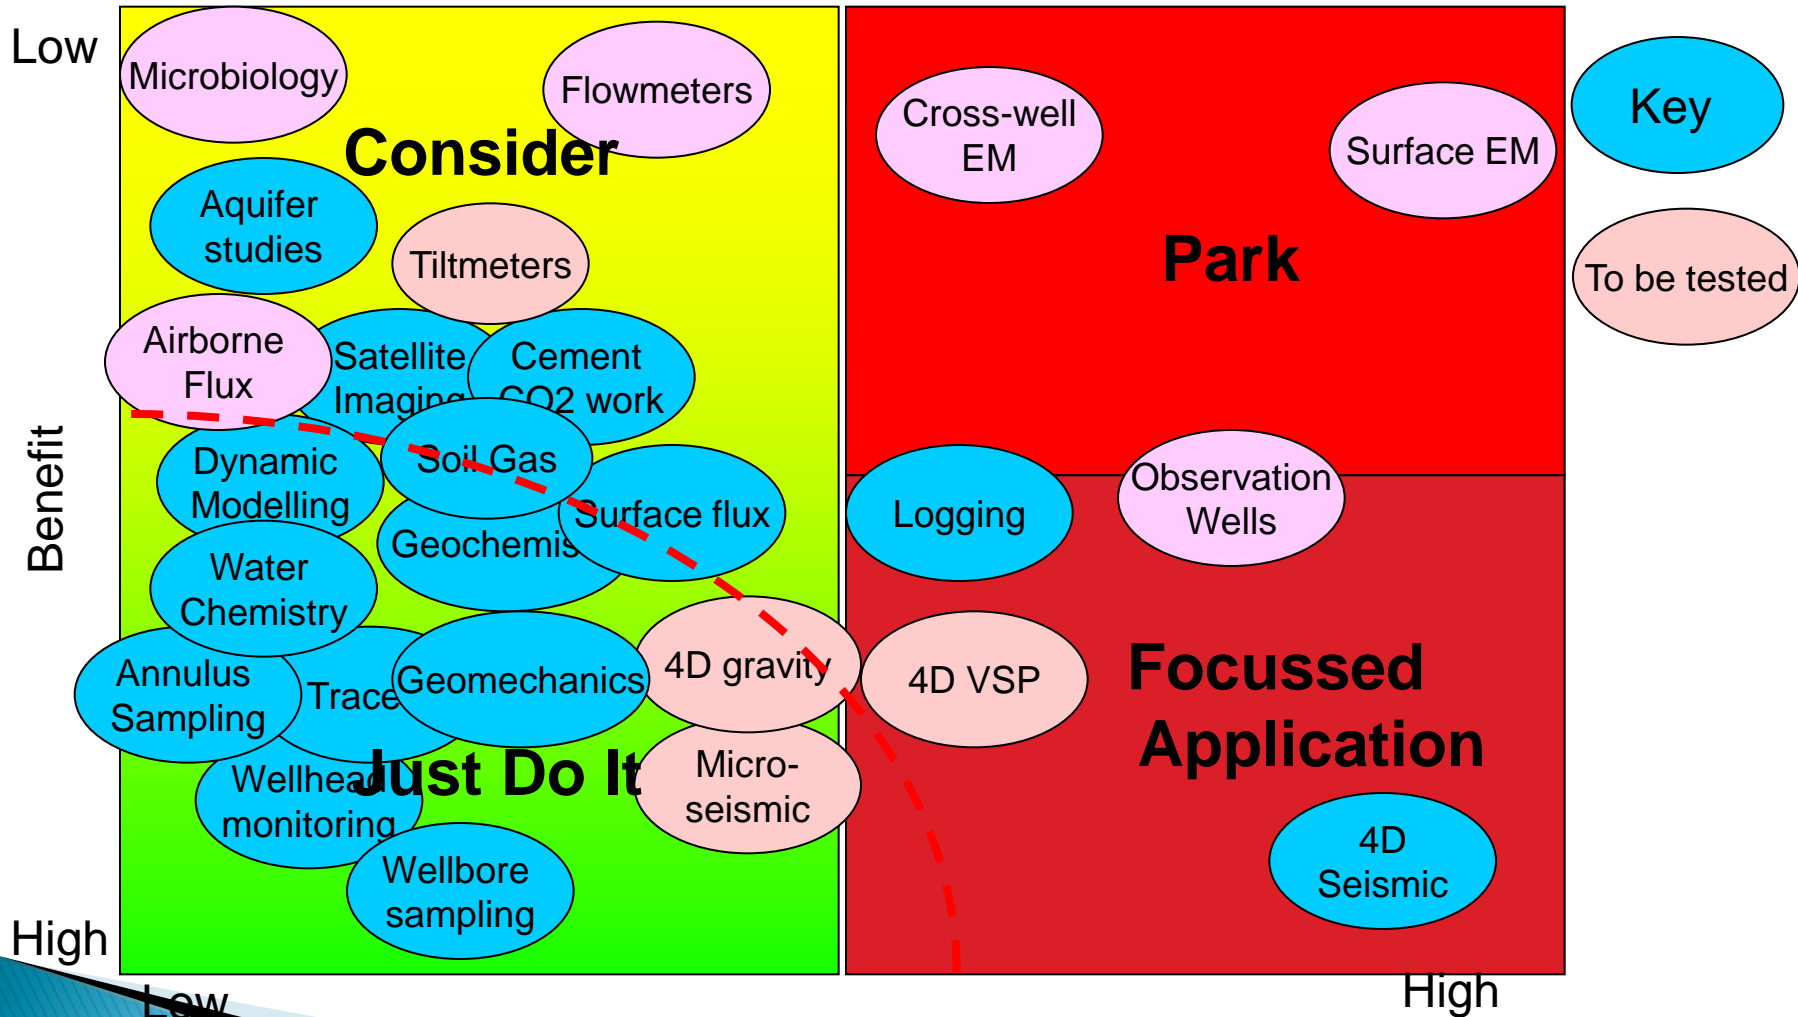 Low
Microbiology
Flowmeters
Consider
Cross-well
EM
Surface EM
Key
Aquifer
studies
Tiltmeters
Park
To be tested
Airborne
Flux
Satellite
Imaging
Cement
CO2 work
Benefit
Dynamic
Modelling
Soil Gas
Geochemis
Surface flux
Logging
Observation
Wells
Water
Chemistry
Annulus
Sampling
Trace
Geomechanics
4D gravity
4D VSP
Focussed
Application
Just Do It
Wellhead
monitoring
Micro-
seismic
Wellbore
sampling
4D
Seismic
High
Low
High